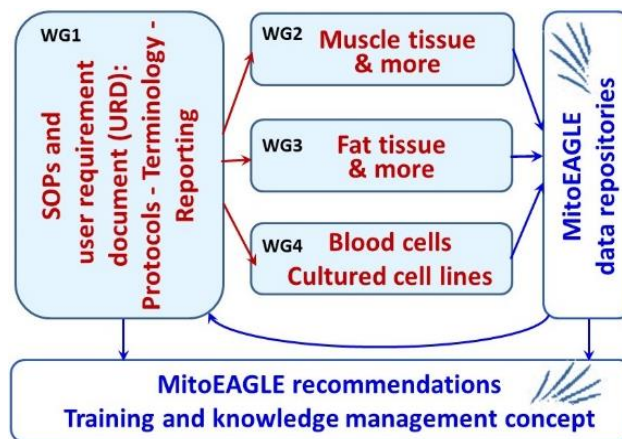 WG1
SOPs and
user requirement
document (URD):
Protocols - Terminology -
Reporting
WG2
Muscle tissue
& more
WG3
Fat tissue
& more
WG4
Blood cells
Cultured cell lines
MitoEAGLE
data repositories
MitoEAGLE recommendations
Training and knowledge management concept